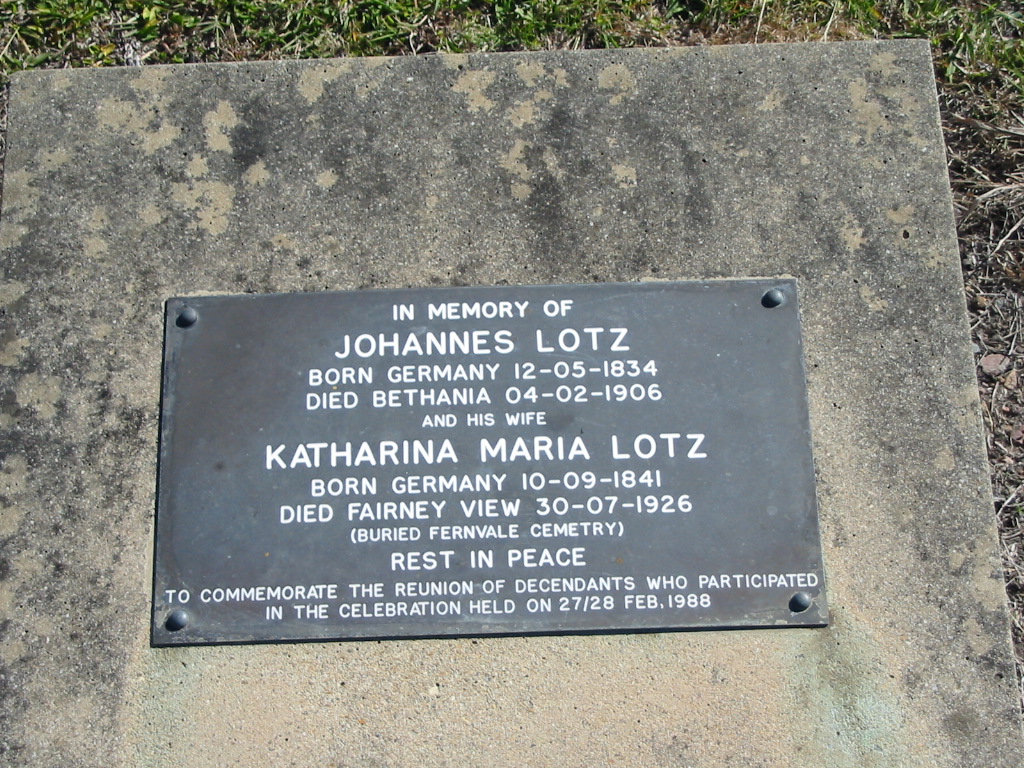 IN MEMORY OF
JOHANNES LOTZ
BORN GERMANY 12-05-1834
DIED BETHANIA 04-02-1906
AND HIS WIFE
KATHARINA MARIA LOTZ
BORN GERMANY 10-09-1841
DIED FAIRNEY VIEW 30-07-1926
(BURIED FERNVALE CEMETRY)
REST IN PEACE
TO COMMEMORATE THE REUNION OF DECENDANTS WHO PARTICIPATED
IN THE CELEBRATION HELD ON 27/28 FEB. 1988